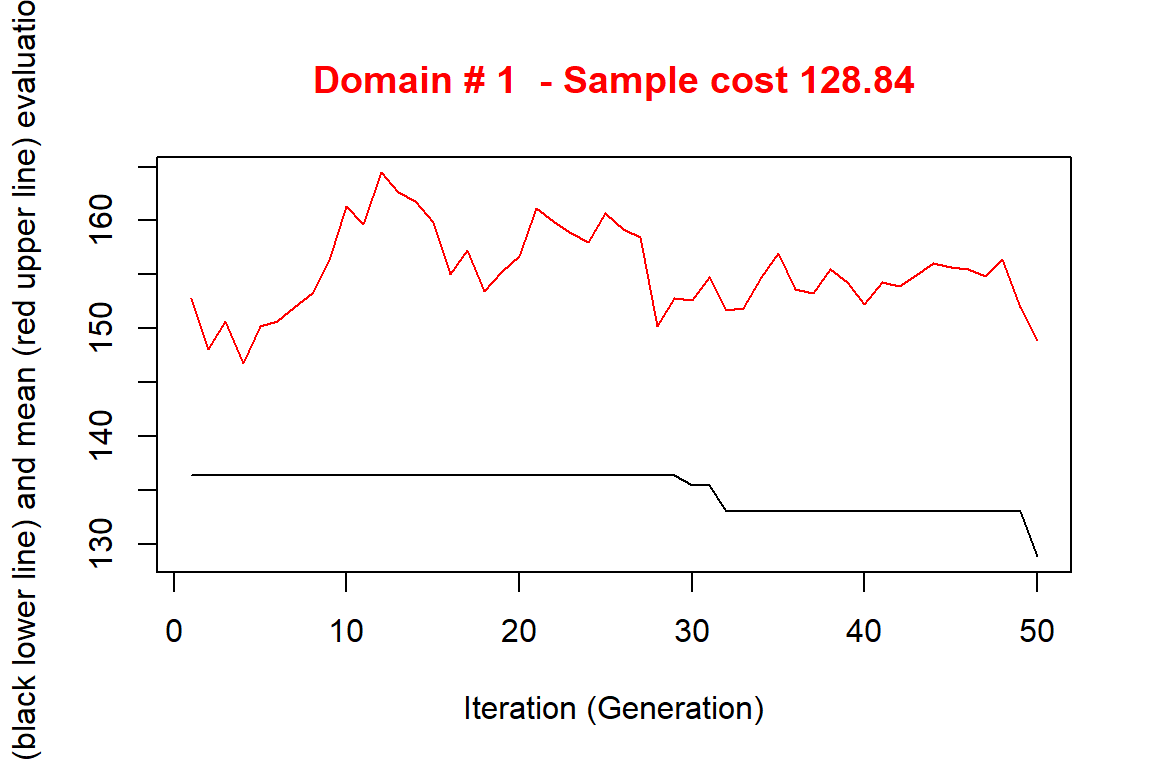 Domain # 1  - Sample cost 128.84
(black lower line) and mean (red upper line) evaluatio
160
150
140
130
0 10 20 30 40 50
Iteration (Generation)